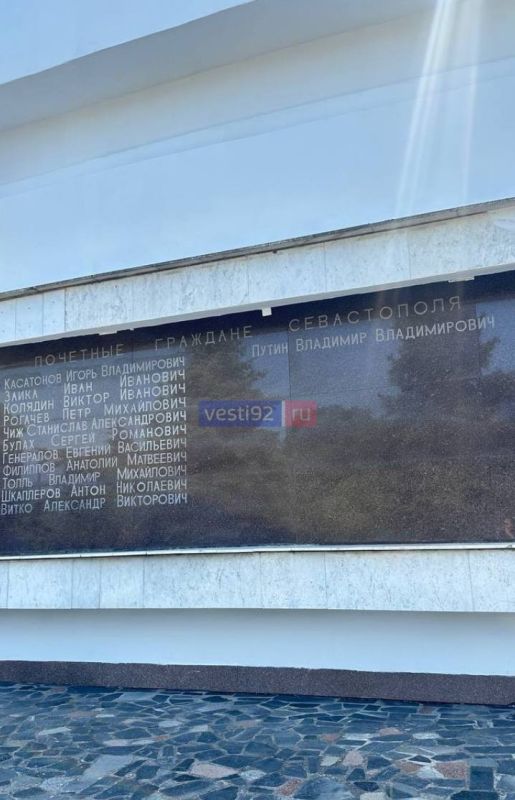 ПОЧЕТНЫЕ ГРАЖДАНЕ СЕВАСТОПОЛЯ
КАСАТОНОВ ИГОРЬ ВЛАДИМИРОВИЧ
ЗАИКА ИВАН ИВАНОВИЧ
КОЛЯДИН ВИКТОР ИВАНОВИЧ
РОГАЧЕВ ПЕТР МИХАЙЛОВИЧ
ЧИЖ СТАНИСЛАВ АЛЕКСАНДРОВИЧ
БУЛАХ СЕРГЕЙ РОМАНОВИЧ
ГЕНЕРАЛОВ ЕВГЕНИЙ ВАСИЛЬЕВИЧ
ФИЛИППОВ АНАТОЛИЙ МАТВЕЕВИЧ
ТОЛЛЬ ВЛАДИМИР МИХАЙЛОВИЧ
ШКАПЛЕРОВ АНТОН НИКОЛАЕВИЧ
ВИТКО АЛЕКСАНДР ВИКТОРОВИЧ
ПУТИН ВЛАДИМИР ВЛАДИМИРОВИЧ
vesti92 ru